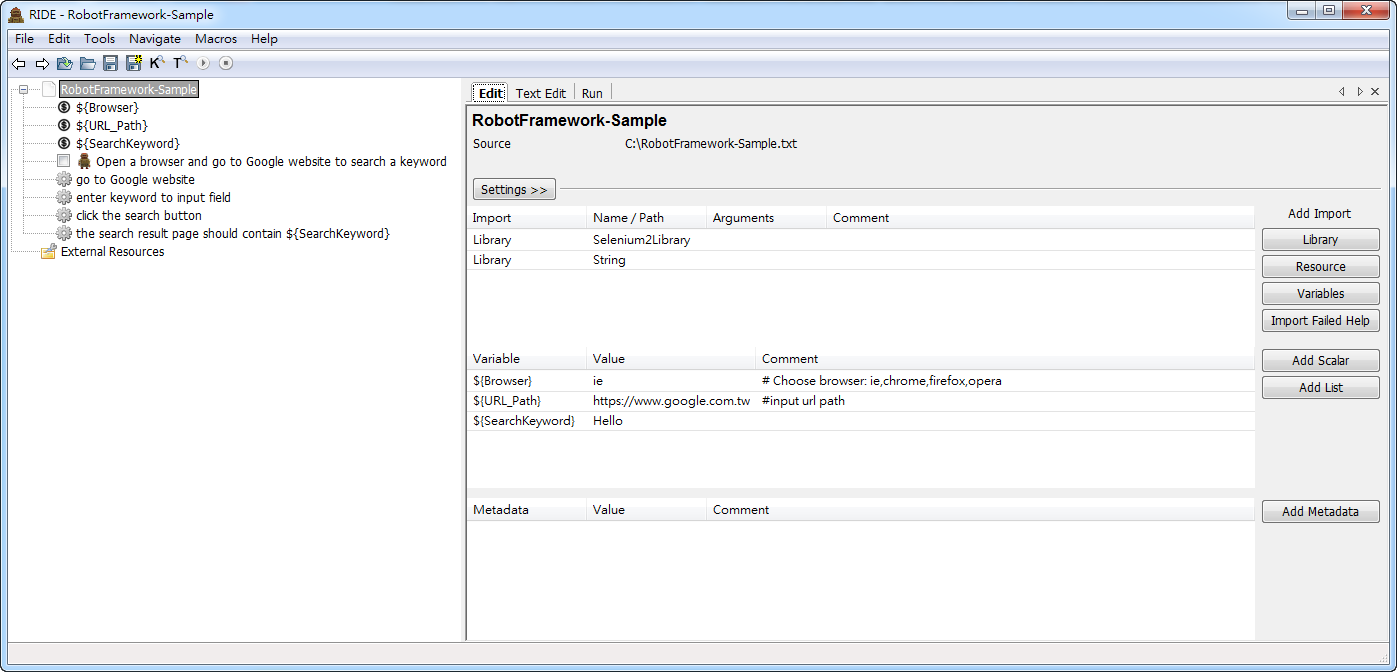 RIDE - RobotFramework-Sample
File Edit Tools Navigate Macros Help
K T
RobotFramework-Sample
${Browser}
${URL_Path}
${SearchKeyword}
Open a browser and go to Google website to search a keyword
go to Google website
enter keyword to input field
click the search button
the search result page should contain ${SearchKeyword}
External Resources
Edit Text Edit Run
RobotFramework-Sample
Source C:\RobotFramework-Sample.txt
Settings >>
Import Name / Path Arguments Comment
Library Selenium2Library
Library String
Add Import
Library
Resource
Variables
Import Failed Help
Variable Value Comment
${Browser} ie # Choose browser: ie,chrome,firefox,opera
${URL_Path} https://www.google.com.tw #input url path
${SearchKeyword} Hello
Add Scalar
Add List
Metadata Value Comment
Add Metadata